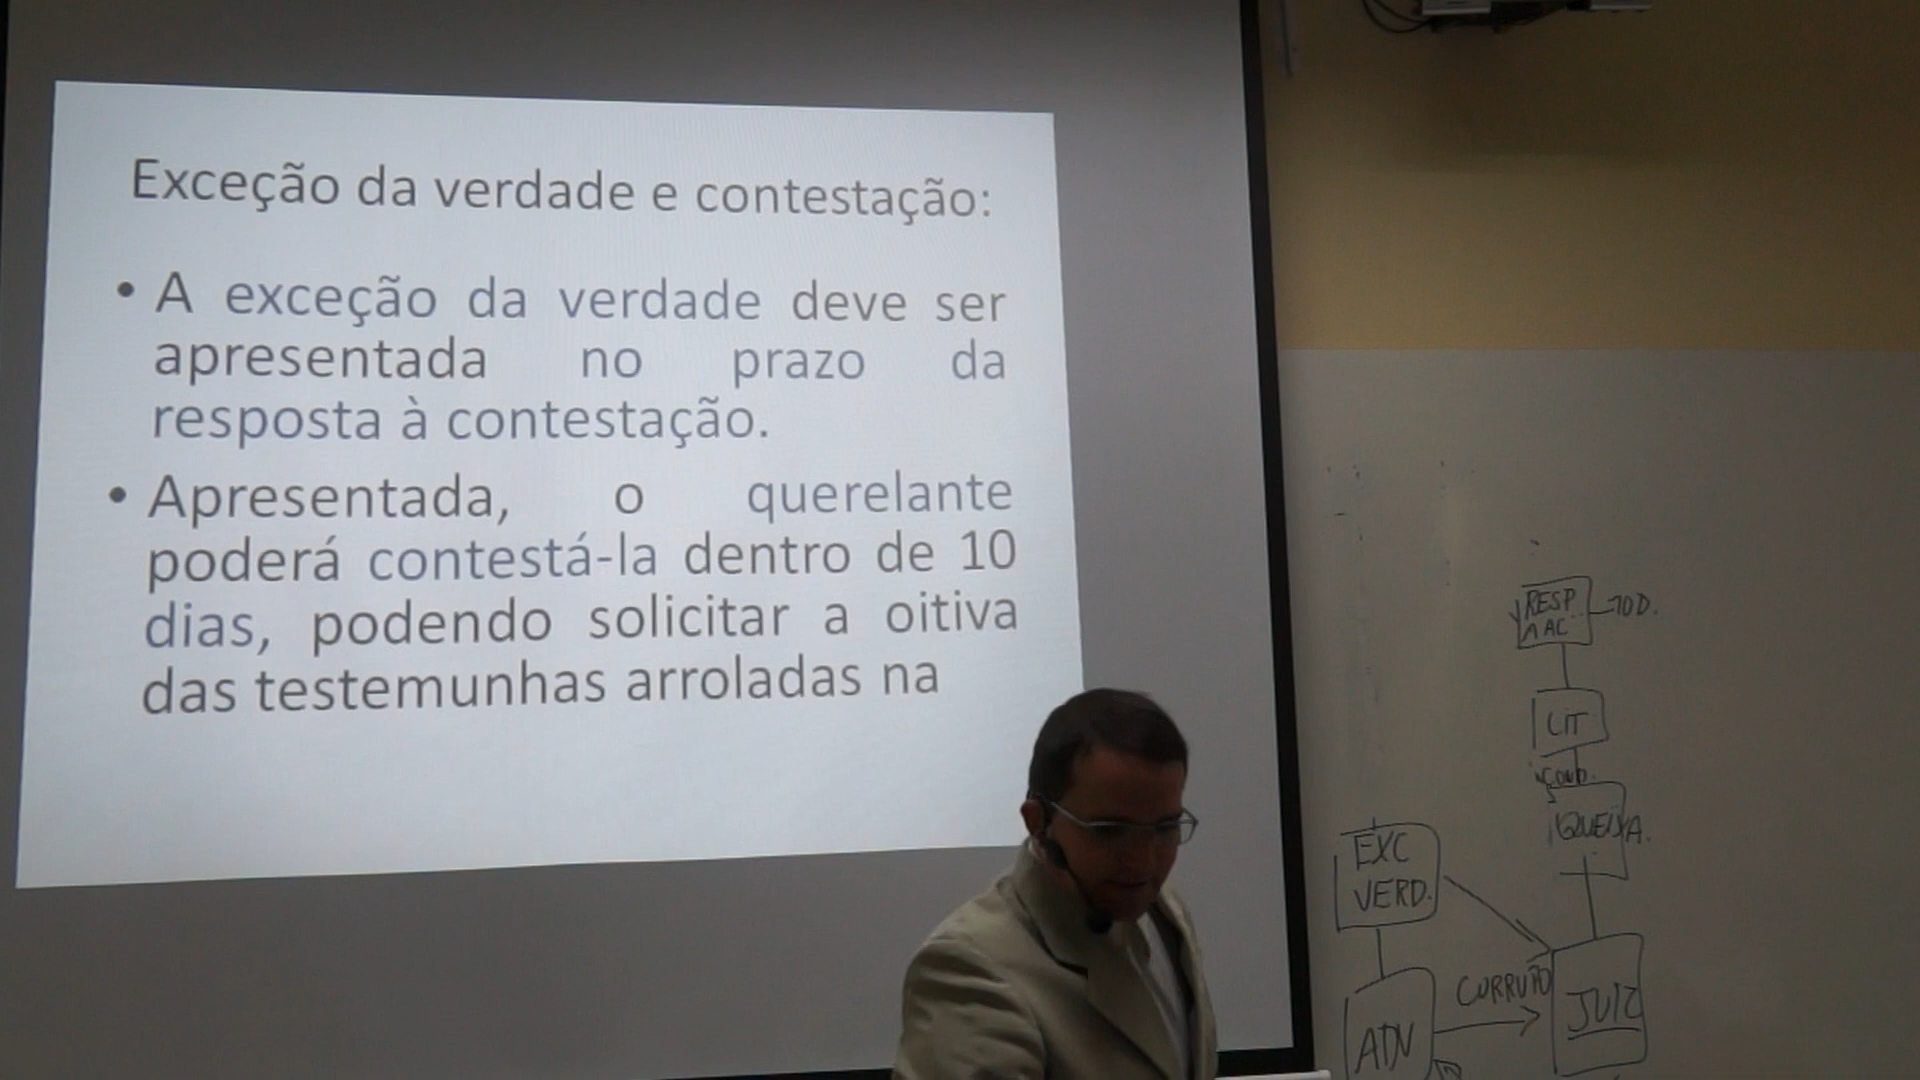 Exceção da verdade e contestação:
• A exceção da verdade deve ser
apresentada no prazo da
resposta à contestação.
• Apresentada, o querelante
poderá contestá-la dentro de 10
dias, podendo solicitar a oitiva
das testemunhas arroladas na
RESP. 10 D.
A AC
CIT
QUEIXA.
EXC
VERD.
CORRUPTO
JUIZ
ADV